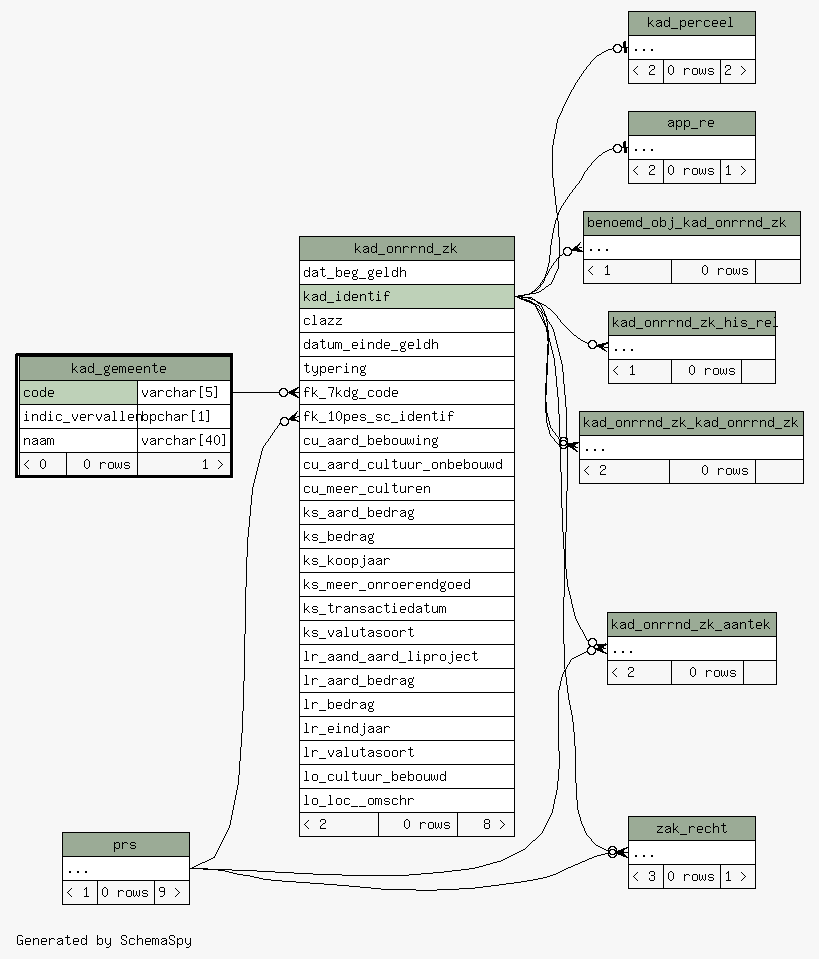 kad_perceel
...
< 2 0 rows 2 >
app_re
...
< 2 0 rows 1 >
benoemd_obj_kad_onrrnd_zk
...
< 1 0 rows
kad_onrrnd_zk
dat_beg_geldh
kad_identif
clazz
datum_einde_geldh
typering
fk_7kdg_code
fk_10pes_sc_identif
cu_aard_bebouwing
cu_aard_cultuur_onbebouwd
cu_meer_culturen
ks_aard_bedrag
ks_bedrag
ks_koopjaar
ks_meer_onroerendgoed
ks_transactiedatum
ks_valutasoort
lr_aand_aard_liproject
lr_aard_bedrag
lr_bedrag
lr_eindjaar
lr_valutasoort
lo_cultuur_bebouwd
lo_loc__omschr
< 2 0 rows 8 >
kad_onrrnd_zk_his_rel
...
< 1 0 rows
kad_gemeente
code varchar[5]
indic_vervallen bpchar[1]
naam varchar[40]
< 0 0 rows 1 >
kad_onrrnd_zk_kad_onrrnd_zk
...
< 2 0 rows
kad_onrrnd_zk_aantek
...
< 2 0 rows
zak_recht
...
< 3 0 rows 1 >
prs
...
< 1 0 rows 9 >
Generated by SchemaSpy